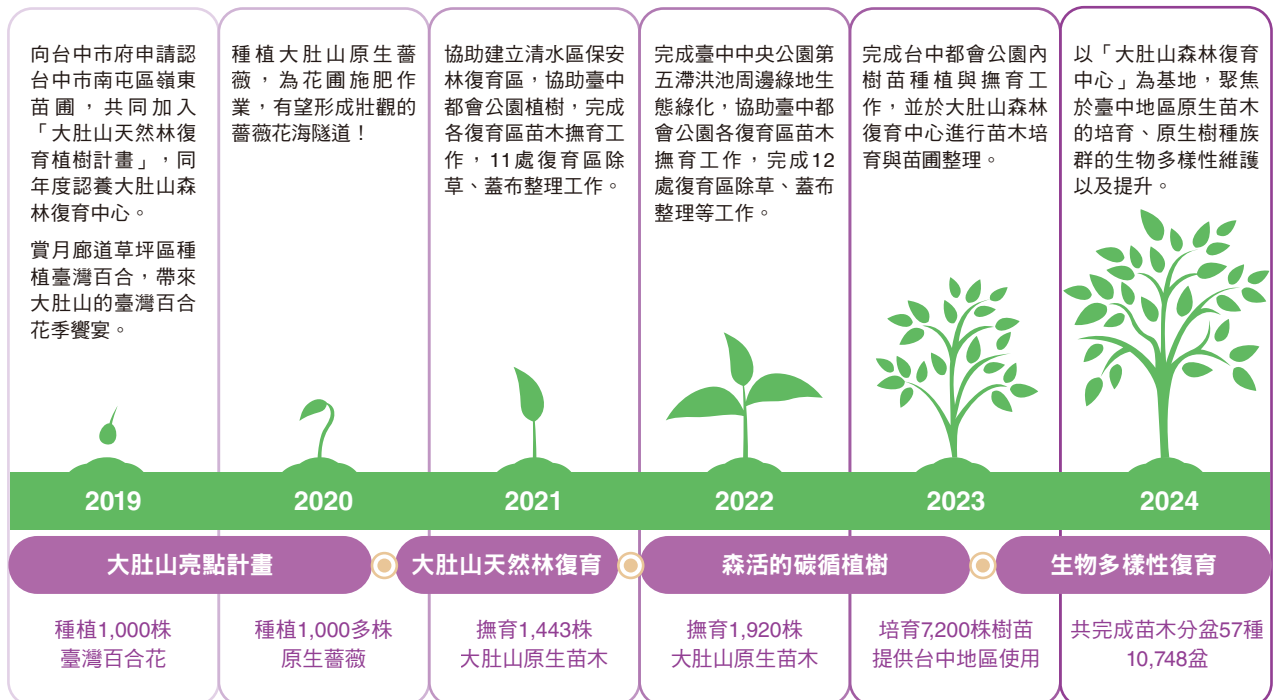 向台中市府申請認
台中市南屯區嶺東
苗圃，共同加入
「大肚山天然林復
育植樹計畫」，同
年度認養大肚山森
林復育中心。
賞月廊道草坪區種
植臺灣百合，帶來
大肚山的臺灣百合
花季饗宴。
種植大肚山原生薔
薇，為花圃施肥作
業，有望形成壯觀的
薔薇花海隧道！
協助建立清水區保安
林復育區，協助臺中
都會公園植樹，完成
各復育區苗木撫育工
作，11處復育區除
草、蓋布整理工作。
完成臺中中央公園第
五滯洪池周邊綠地生
態綠化，協助臺中都
會公園各復育區苗木
撫育工作，完成12
處復育區除草、蓋布
整理等工作。
完成台中都會公園內
樹苗種植與撫育工
作，並於大肚山森林
復育中心進行苗木培
育與苗圃整理。
以「大肚山森林復育
中心」為基地，聚焦
於臺中地區原生苗木
的培育、原生樹種族
群的生物多樣性維護
以及提升。
2019
2020
2021
2022
2023
2024
大肚山亮點計畫
大肚山天然林復育
森活的碳循植樹
生物多樣性復育
種植1,000株
臺灣百合花
種植1,000多株
原生薔薇
撫育1,443株
大肚山原生苗木
撫育1,920株
大肚山原生苗木
培育7,200株樹苗
提供台中地區使用
共完成苗木分盆57種
10,748盆